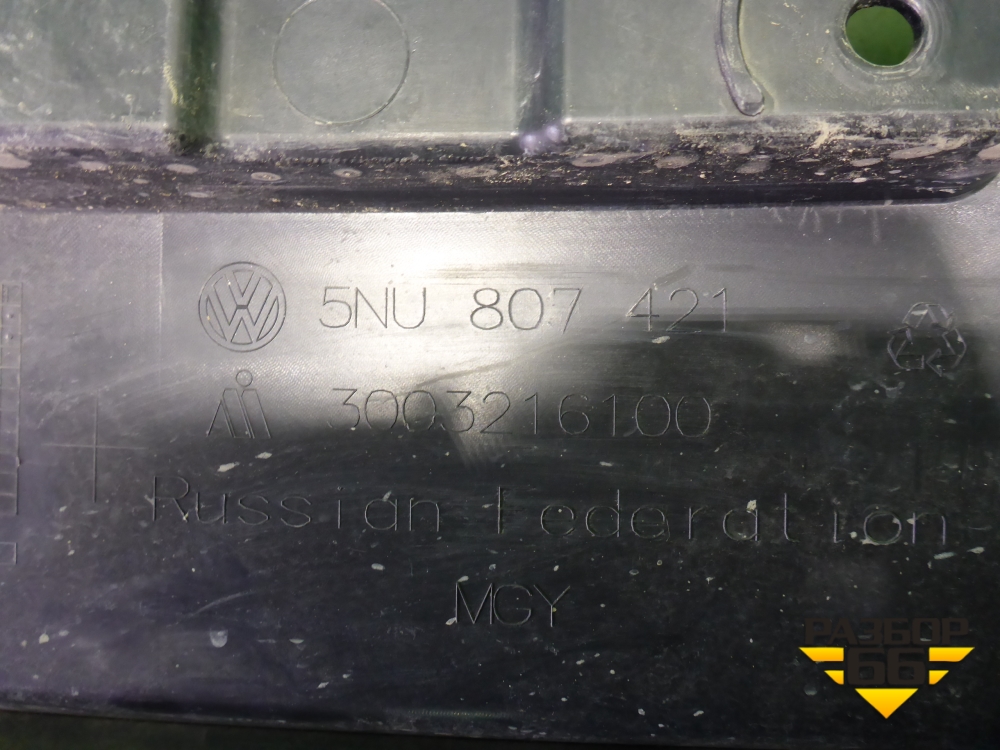 5NU 807 421
3003216100
Russian federation
MGY
РАЗБОР
66